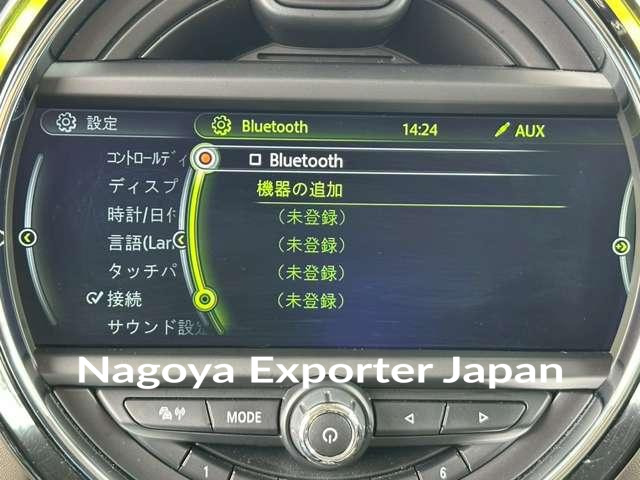 設定
Bluetooth
14:24
AUX
コントロールディ
Bluetooth
ディスプ
機器の追加
時計/日付
(未登録)
言語(Lan
(未登録)
タッチパ
(未登録)
接続
(未登録)
サウンド設定
Nagoya Exporter Japan
MODE
1
6